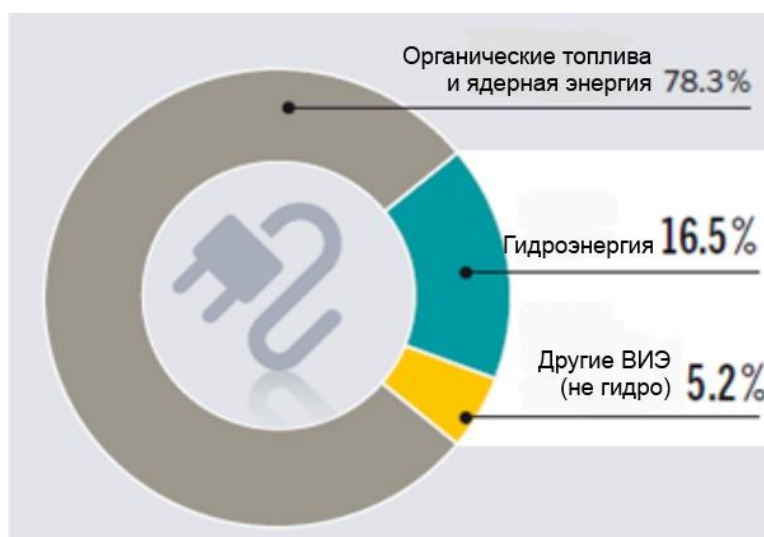 Органические топлива
и ядерная энергия 78.3%
Гидроэнергия 16.5%
Другие ВИЭ
(не гидро) 5.2%